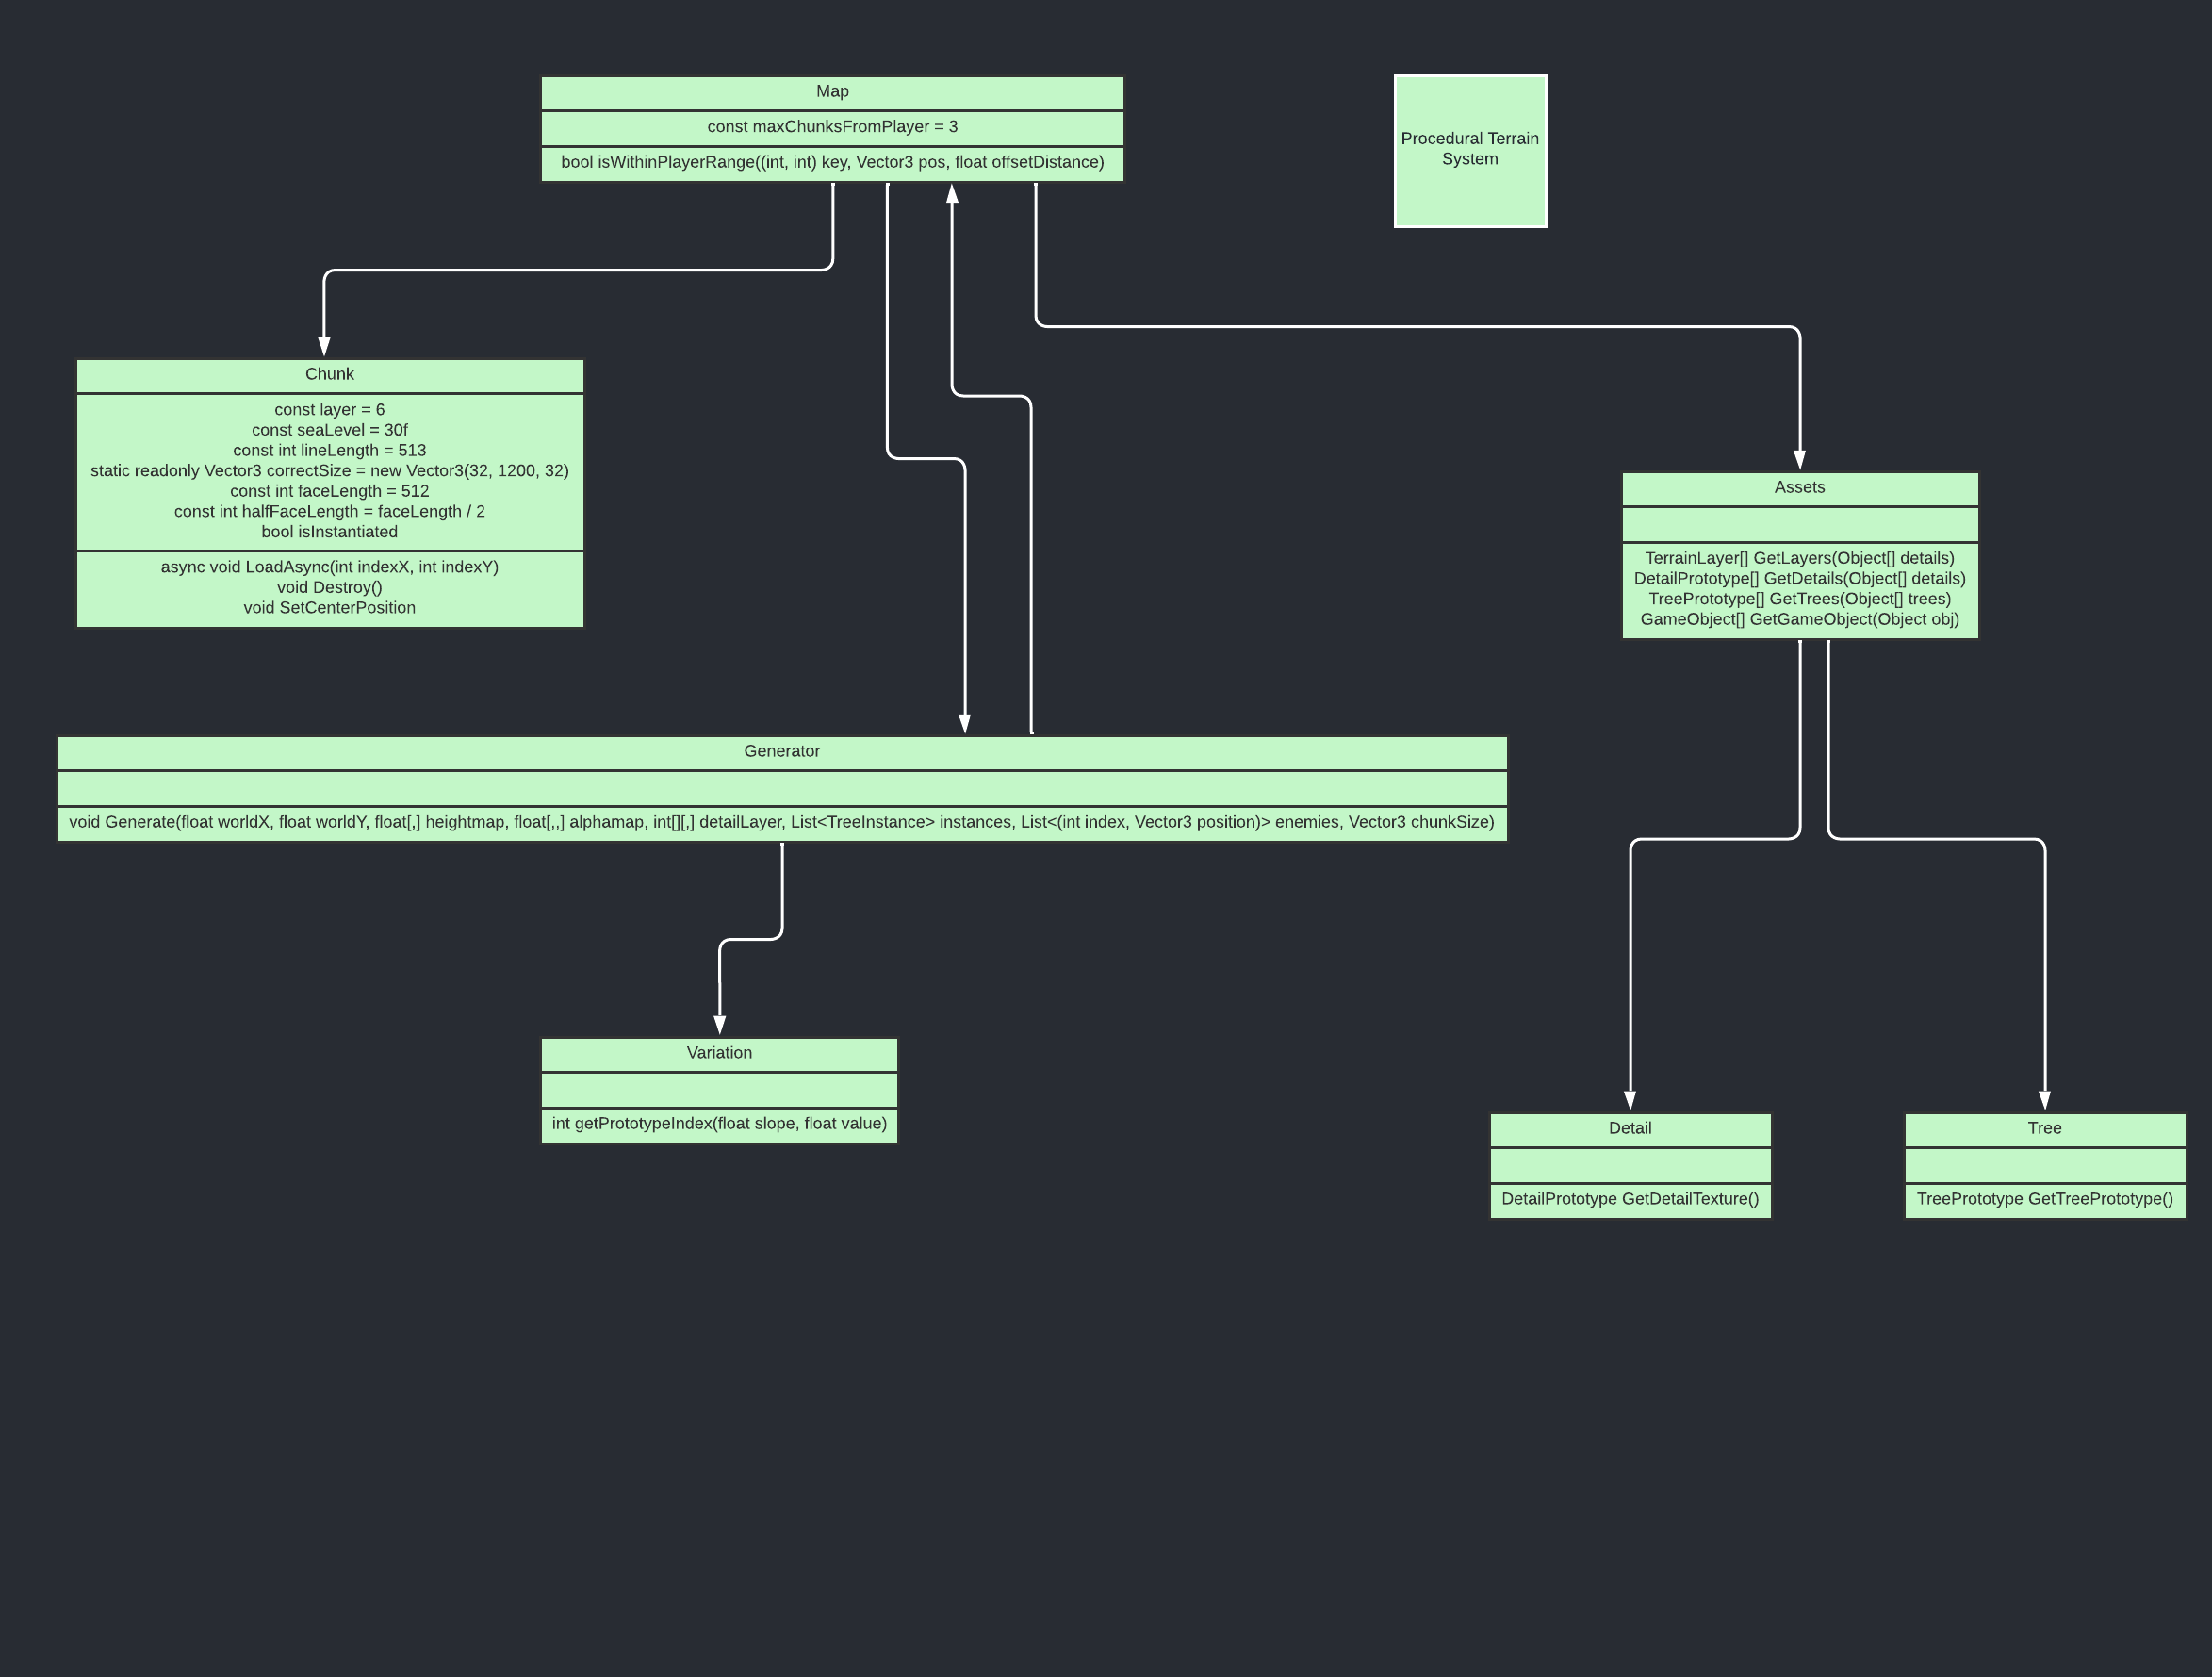 Map
const maxChunksFromPlayer = 3
bool isWithinPlayerRange((int, int) key, Vector3 pos, float offsetDistance)
Procedural Terrain
System
Chunk
const layer = 6
const seaLevel = 30f
const int lineLength = 513
static readonly Vector3 correctSize = new Vector3(32, 1200, 32)
const int faceLength = 512
const int halfFaceLength = faceLength / 2
bool isInstantiated
async void LoadAsync(int indexX, int indexY)
void Destroy()
void SetCenterPosition
Assets
TerrainLayer[] GetLayers(Object[] details)
DetailPrototype[] GetDetails(Object[] details)
TreePrototype[] GetTrees(Object[] trees)
GameObject[] GetGameObject(Object obj)
Generator
void Generate(float worldX, float worldY, float[,] heightmap, float[,,] alphamap, int[][,] detailLayer, List<TreeInstance> instances, List<(int index, Vector3 position)> enemies, Vector3 chunkSize)
Variation
int getPrototypeIndex(float slope, float value)
Detail
DetailPrototype GetDetailTexture()
Tree
TreePrototype GetTreePrototype()